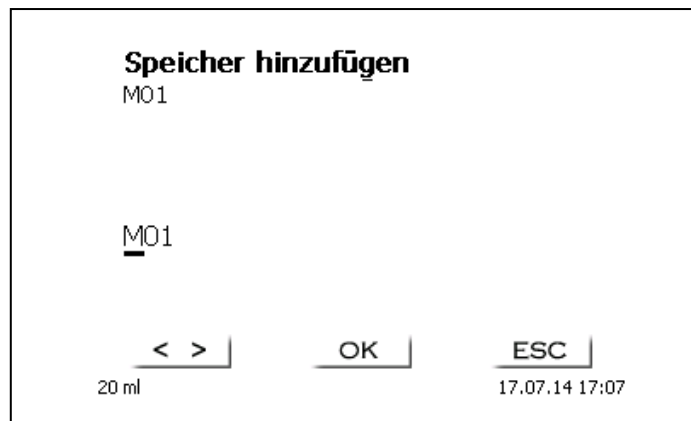 Speicher hinzufügen
M01
M01
< > OK ESC
20 ml 17.07.14 17:07